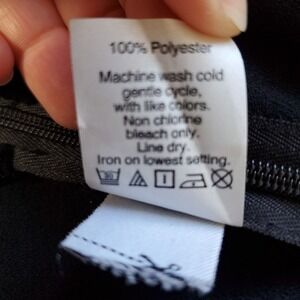 100% Polyester
Machine wash cold
gentle cycle,
with like colors.
Non chlorine
bleach only.
Line dry.
Iron on lowest setting.